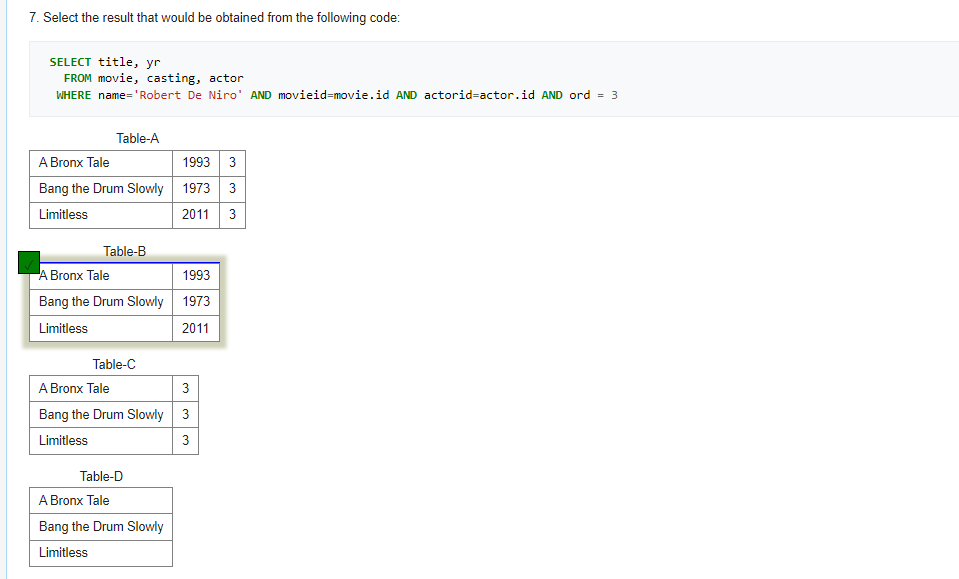 7. Select the result that would be obtained from the following code:
SELECT title, yr
FROM movie, casting, actor
WHERE name='Robert De Niro' AND movieid=movie.id AND actorid=actor.id AND ord = 3
Table-A
A Bronx Tale 1993 3
Bang the Drum Slowly 1973 3
Limitless 2011 3
Table-B
A Bronx Tale 1993
Bang the Drum Slowly 1973
Limitless 2011
Table-C
A Bronx Tale 3
Bang the Drum Slowly 3
Limitless 3
Table-D
A Bronx Tale
Bang the Drum Slowly
Limitless